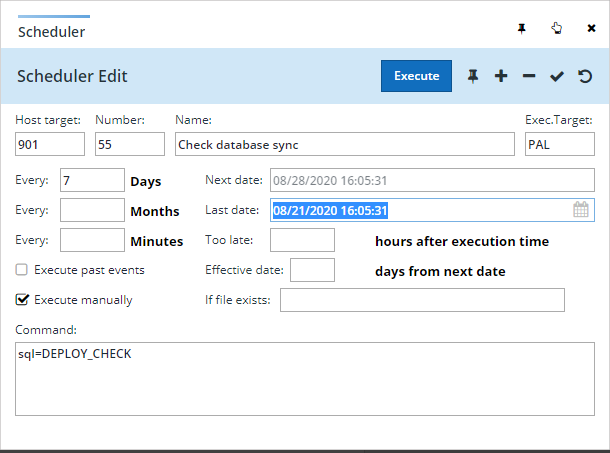 Scheduler
Scheduler Edit Execute
Host target: Number: Name: Exec.Target:
901 55 Check database sync PAL
Every: 7 Days Next date: 08/28/2020 16:05:31
Every: Months Last date: 08/21/2020 16:05:31
Every: Minutes Too late: hours after execution time
Execute past events Effective date: days from next date
Execute manually If file exists:
Command:
sql=DEPLOY_CHECK